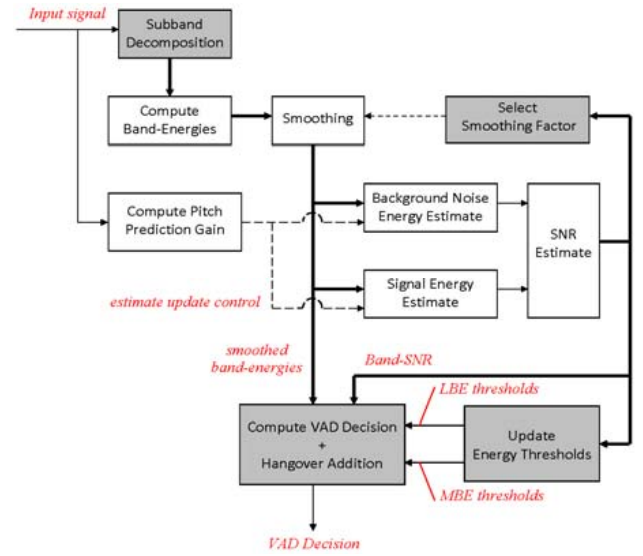 Input signal
Subband
Decomposition
Compute
Band-Energies
Smoothing
Select
Smoothing Factor
Compute Pitch
Prediction Gain
Background Noise
Energy Estimate
SNR
Estimate
Signal Energy
Estimate
estimate update control
smoothed
band-energies
Band-SNR
LBE thresholds
Compute VAD Decision
+
Hangover Addition
Update
Energy Thresholds
MBE thresholds
VAD Decision